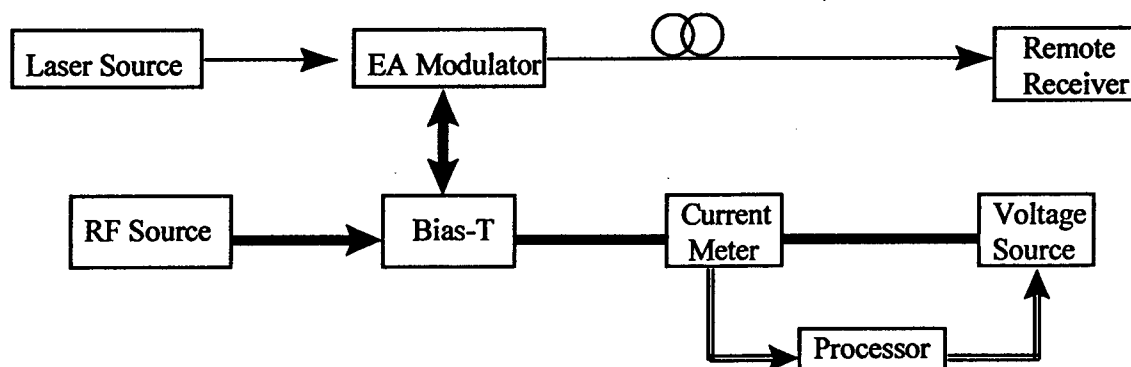 Laser Source
EA Modulator
Remote
Receiver
RF Source
Bias-T
Current
Meter
Voltage
Source
Processor